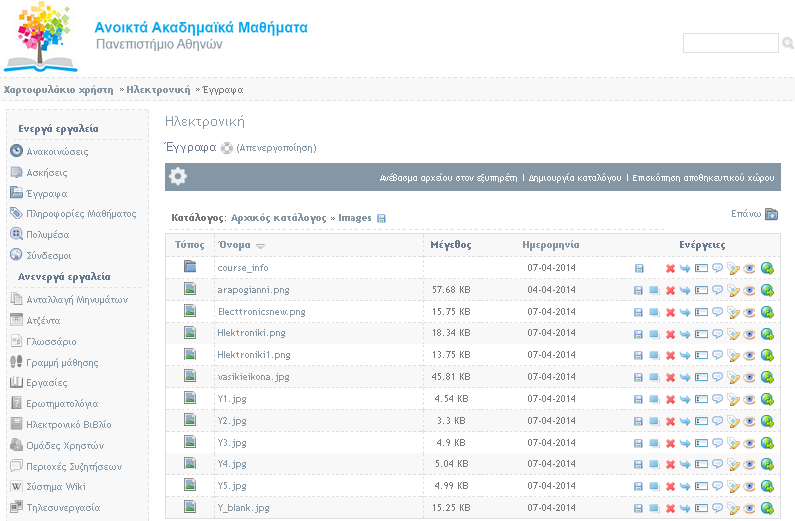 Ανοικτά Ακαδημαϊκά Μαθήματα
Πανεπιστήμιο Αθηνών
Χαρτοφυλάκιο χρήστη » Ηλεκτρονική » Έγγραφα
Ενεργά εργαλεία
Ανακοινώσεις
Ασκήσεις
Έγγραφα
Πληροφορίες Μαθήματος
Πολυμέσα
Σύνδεσμοι
Ανενεργά εργαλεία
Ανταλλαγή Μηνυμάτων
Ατζέντα
Γλωσσάριο
Γραμμή μάθησης
Εργασίες
Ερωτηματολόγια
Ηλεκτρονικό Βιβλίο
Ομάδες Χρηστών
Περιοχές Συζητήσεων
Σύστημα Wiki
Τηλεσυνεργασία
Ηλεκτρονική
Έγγραφα (Απενεργοποίηση)
Ανέβασμα αρχείου στον εξυπηρέτη | Δημιουργία καταλόγου | Επισκόπηση αποθηκευτικού χώρου
Κατάλογος: Αρχικός κατάλογος » Images
Επάνω
Τύπος Όνομα Μέγεθος Ημερομηνία Ενέργειες
course_info 07-04-2014
arapogianni.png 57.68 KB 04-04-2014
Electtronicsnew.png 15.75 KB 07-04-2014
Hlektroniki.png 18.34 KB 07-04-2014
Hlektroniki1.png 13.75 KB 07-04-2014
vasikieikona.jpg 45.81 KB 07-04-2014
Y1.jpg 4.54 KB 07-04-2014
Y2.jpg 3.3 KB 07-04-2014
Y3.jpg 4.9 KB 07-04-2014
Y4.jpg 5.04 KB 07-04-2014
Y5.jpg 4.99 KB 07-04-2014
Y_blank.jpg 15.25 KB 07-04-2014